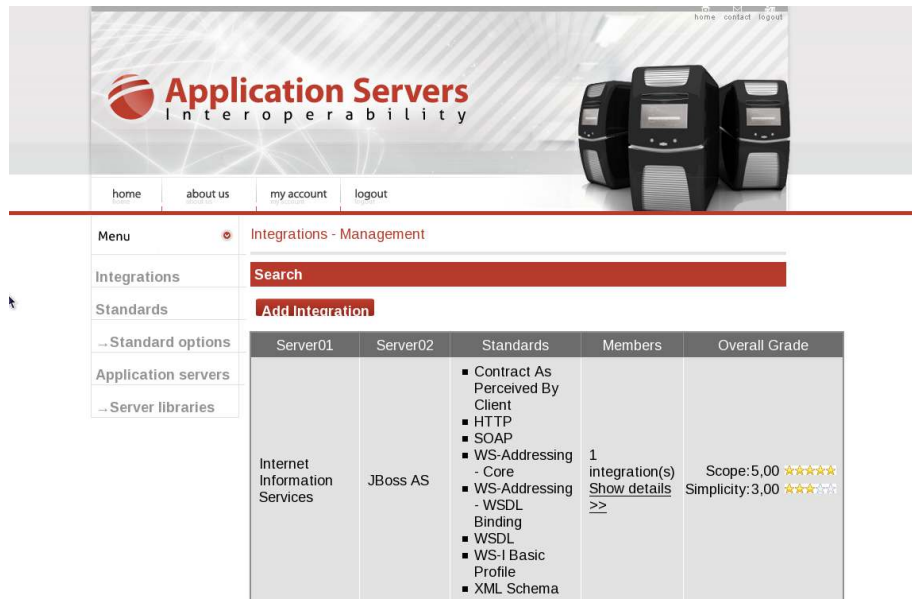 home contact logout
Application Servers
Interoperability
home about us my account logout
Menu
Integrations - Management
Integrations
Search
Standards
Add Integration
→Standard options
Application servers
→Server libraries
Server01 Server02 Standards Members Overall Grade
Internet
Information
Services
JBoss AS
Contract As
Perceived By
Client
HTTP
SOAP
WS-Addressing
- Core
WS-Addressing
- WSDL
Binding
WSDL
WS-I Basic
Profile
XML Schema
1
integration(s)
Show details
>>
Scope:5,00
Simplicity:3,00